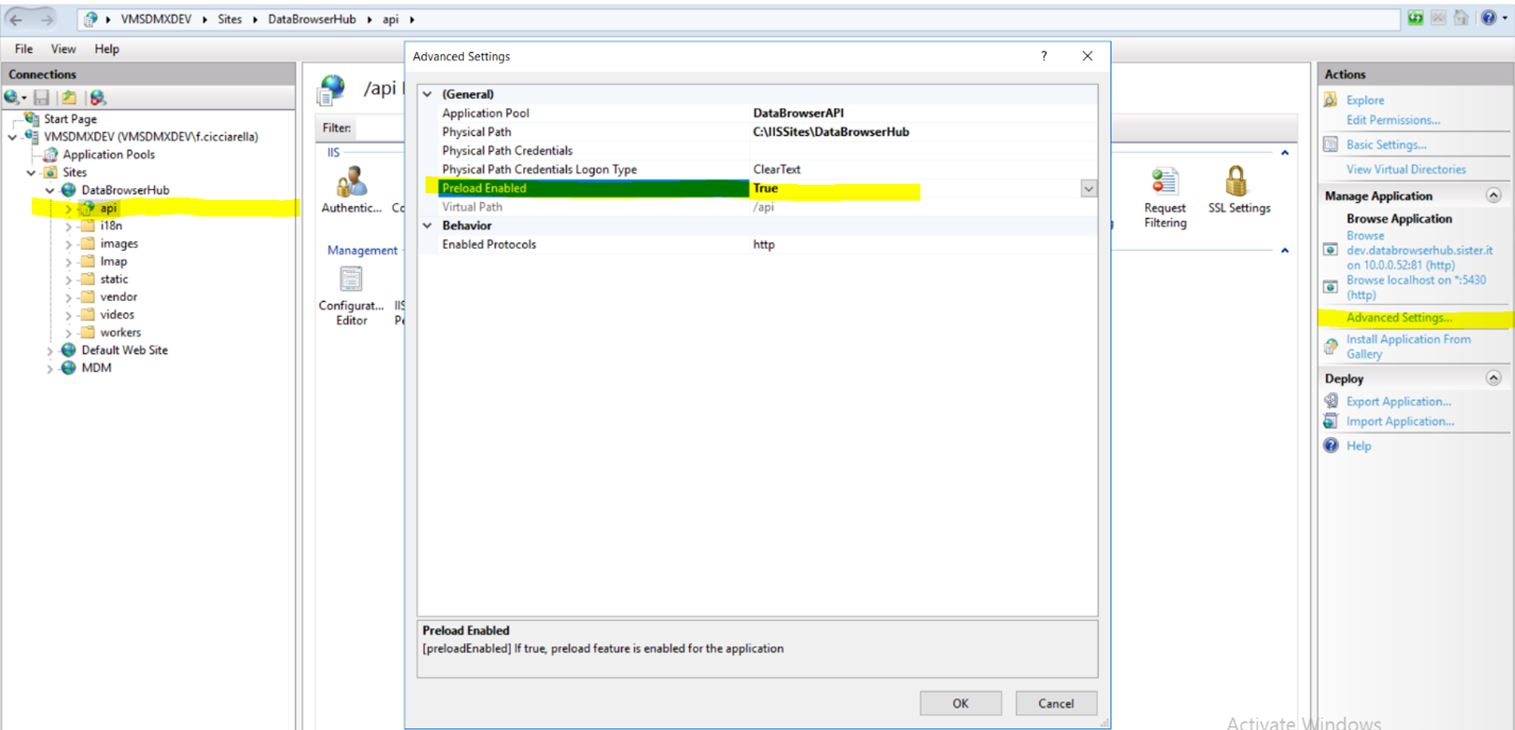 VMSDMXDEV Sites DataBrowserHub api
File View Help
Connections
Start Page
VMSDMXDEV (VMSDMXDEV\f.cicciarella)
Application Pools
Sites
DataBrowserHub
api
i18n
images
lmap
static
vendor
videos
workers
Default Web Site
MDM
/api
Filter:
IIS
Authentic...
Management
Configurat...
Editor
Advanced Settings
?
(General)
Application Pool DataBrowserAPI
Physical Path C:\IISSites\DataBrowserHub
Physical Path Credentials
Physical Path Credentials Logon Type ClearText
Preload Enabled True
Virtual Path /api
Behavior
Enabled Protocols http
Preload Enabled
[preloadEnabled] If true, preload feature is enabled for the application
OK Cancel
Request
Filtering
SSL Settings
Actions
Explore
Edit Permissions...
Basic Settings...
View Virtual Directories
Manage Application
Browse Application
Browse
dev.databrowserhub.sister.it
on 10.0.0.52:81 (http)
Browse localhost on *:5430
(http)
Advanced Settings...
Install Application From
Gallery
Deploy
Export Application...
Import Application...
Help
Activate Windows